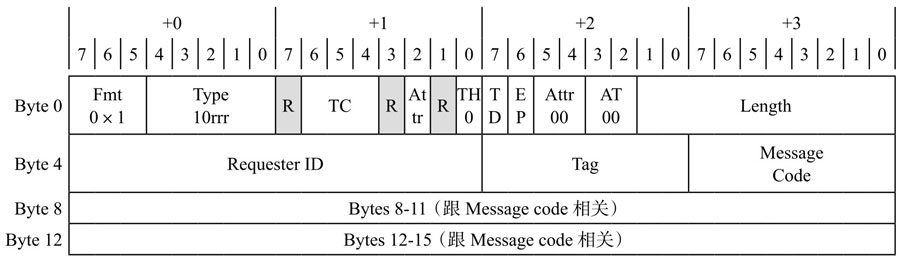 +0 +1 +2 +3
7 6 5 4 3 2 1 0 7 6 5 4 3 2 1 0 7 6 5 4 3 2 1 0 7 6 5 4 3 2 1 0
Byte 0 Fmt 0 × 1 Type 10rrr R TC R At tr R TH 0 T D E P Attr 00 AT 00 Length
Byte 4 Requester ID Tag Message Code
Byte 8 Bytes 8-11（跟 Message code 相关）
Byte 12 Bytes 12-15（跟 Message code 相关）